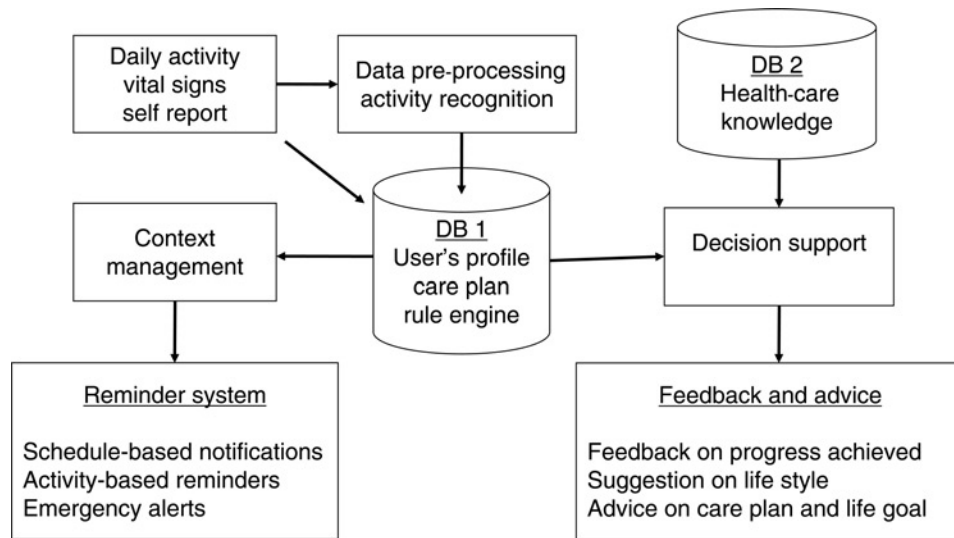 Daily activity
vital signs
self report
Data pre-processing
activity recognition
DB 2
Health-care
knowledge
Context
management
DB 1
User's profile
care plan
rule engine
Decision support
Reminder system
Schedule-based notifications
Activity-based reminders
Emergency alerts
Feedback and advice
Feedback on progress achieved
Suggestion on life style
Advice on care plan and life goal